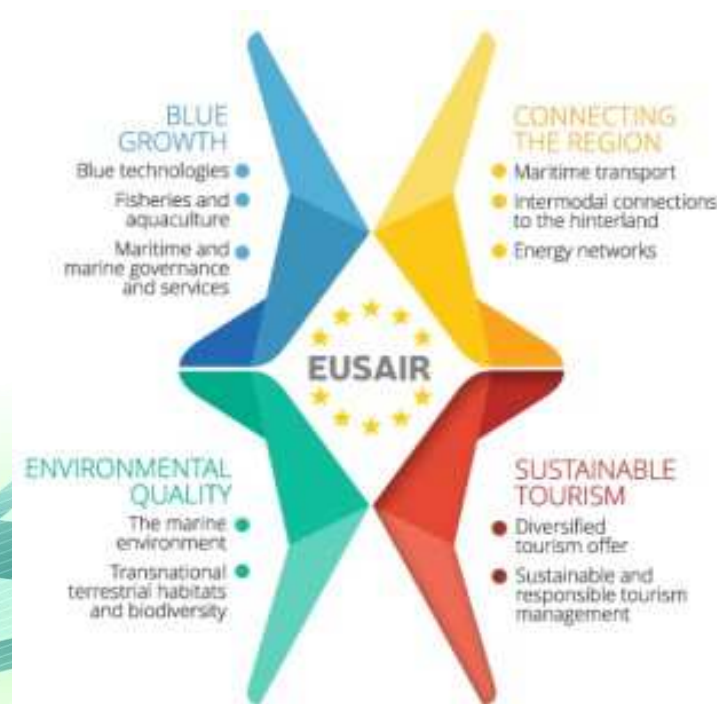 BLUE
GROWTH
Blue technologies
Fisheries and
aquaculture
Maritime and
marine governance
and services
CONNECTING
THE REGION
Maritime transport
Intermodal connections
to the hinterland
Energy networks
EUSAIR
ENVIRONMENTAL
QUALITY
The marine
environment
Transnational
terrestrial habitats
and biodiversity
SUSTAINABLE
TOURISM
Diversified
tourism offer
Sustainable and
responsible tourism
management